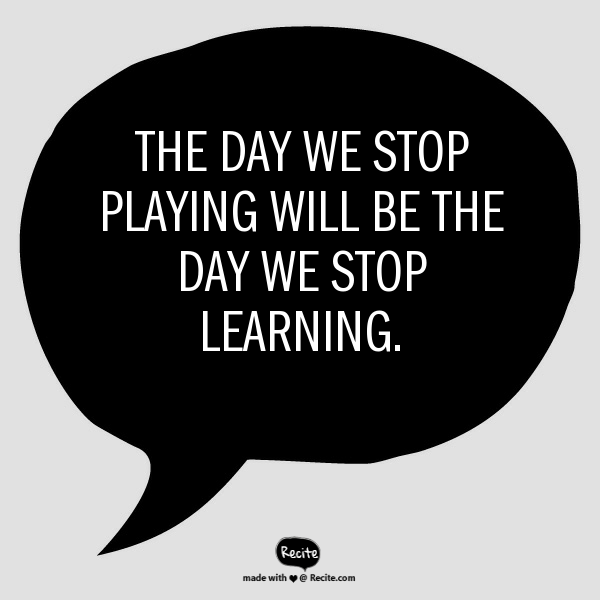 THE DAY WE STOP
PLAYING WILL BE THE
DAY WE STOP
LEARNING.
Recite
made with ♥ @ Recite.com